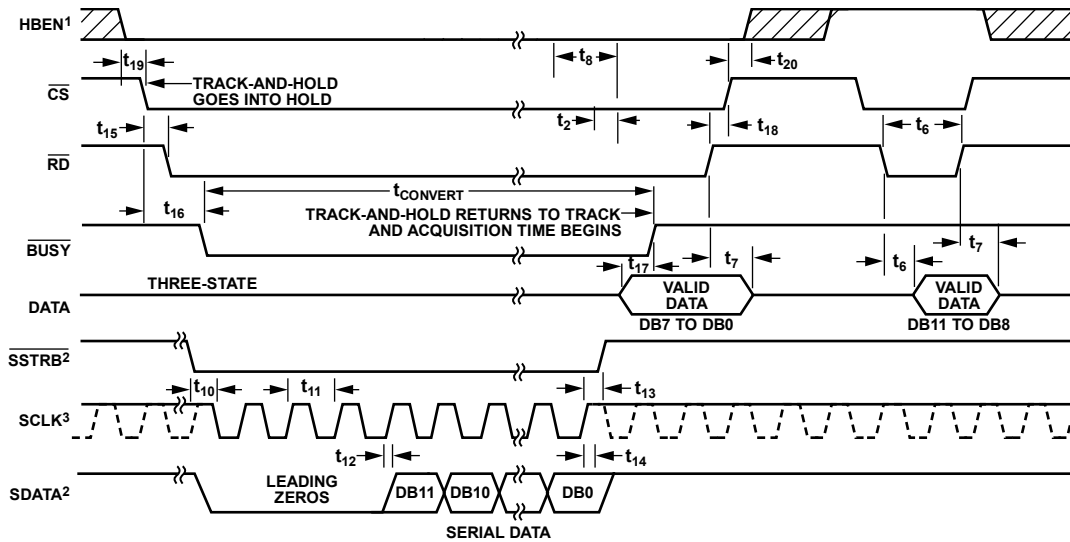 HBEN1
t8
t19
t20
TRACK-AND-HOLD
GOES INTO HOLD
CS
t2
t15
t18
t6
RD
tCONVERT
t16
TRACK-AND-HOLD RETURNS TO TRACK
AND ACQUISITION TIME BEGINS
BUSY
t17
t7
t6
t7
THREE-STATE
DATA
VALID
DATA
VALID
DATA
DB7 TO DB0
DB11 TO DB8
SSTRB2
t10
t11
t13
SCLK3
t12
t14
SDATA2
LEADING
ZEROS
DB11
DB10
DB0
SERIAL DATA